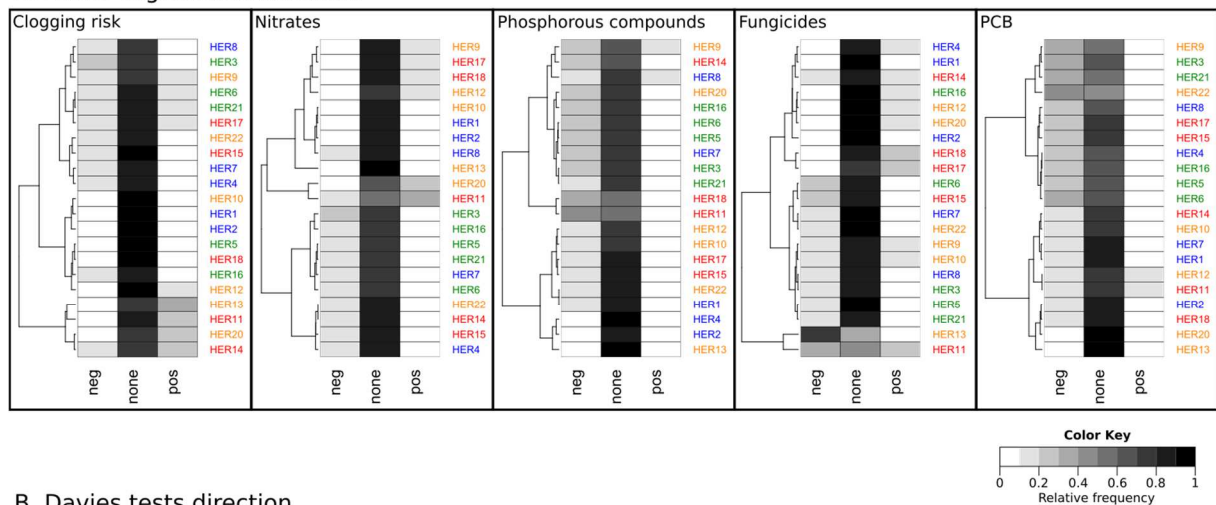 Clogging risk
HER8
HER3
HER9
HER6
HER21
HER17
HER22
HER15
HER7
HER4
HER10
HER1
HER2
HER5
HER18
HER16
HER12
HER13
HER11
HER20
HER14
neg none pos
Nitrates
HER9
HER17
HER18
HER12
HER10
HER1
HER2
HER8
HER13
HER20
HER11
HER3
HER16
HER5
HER21
HER7
HER6
HER22
HER14
HER15
HER4
neg none pos
Phosphorous compounds
HER9
HER14
HER8
HER20
HER16
HER6
HER5
HER7
HER3
HER21
HER18
HER11
HER12
HER10
HER17
HER15
HER22
HER1
HER4
HER2
HER13
neg none pos
Fungicides
HER4
HER1
HER14
HER16
HER12
HER20
HER2
HER18
HER17
HER6
HER15
HER7
HER22
HER9
HER10
HER8
HER3
HER5
HER21
HER13
HER11
neg none pos
PCB
HER9
HER3
HER21
HER22
HER8
HER17
HER15
HER4
HER16
HER5
HER6
HER14
HER10
HER7
HER1
HER12
HER11
HER2
HER18
HER20
HER13
neg none pos
Color Key
0 0.2 0.4 0.6 0.8 1
Relative frequency
B. Davies tests direction